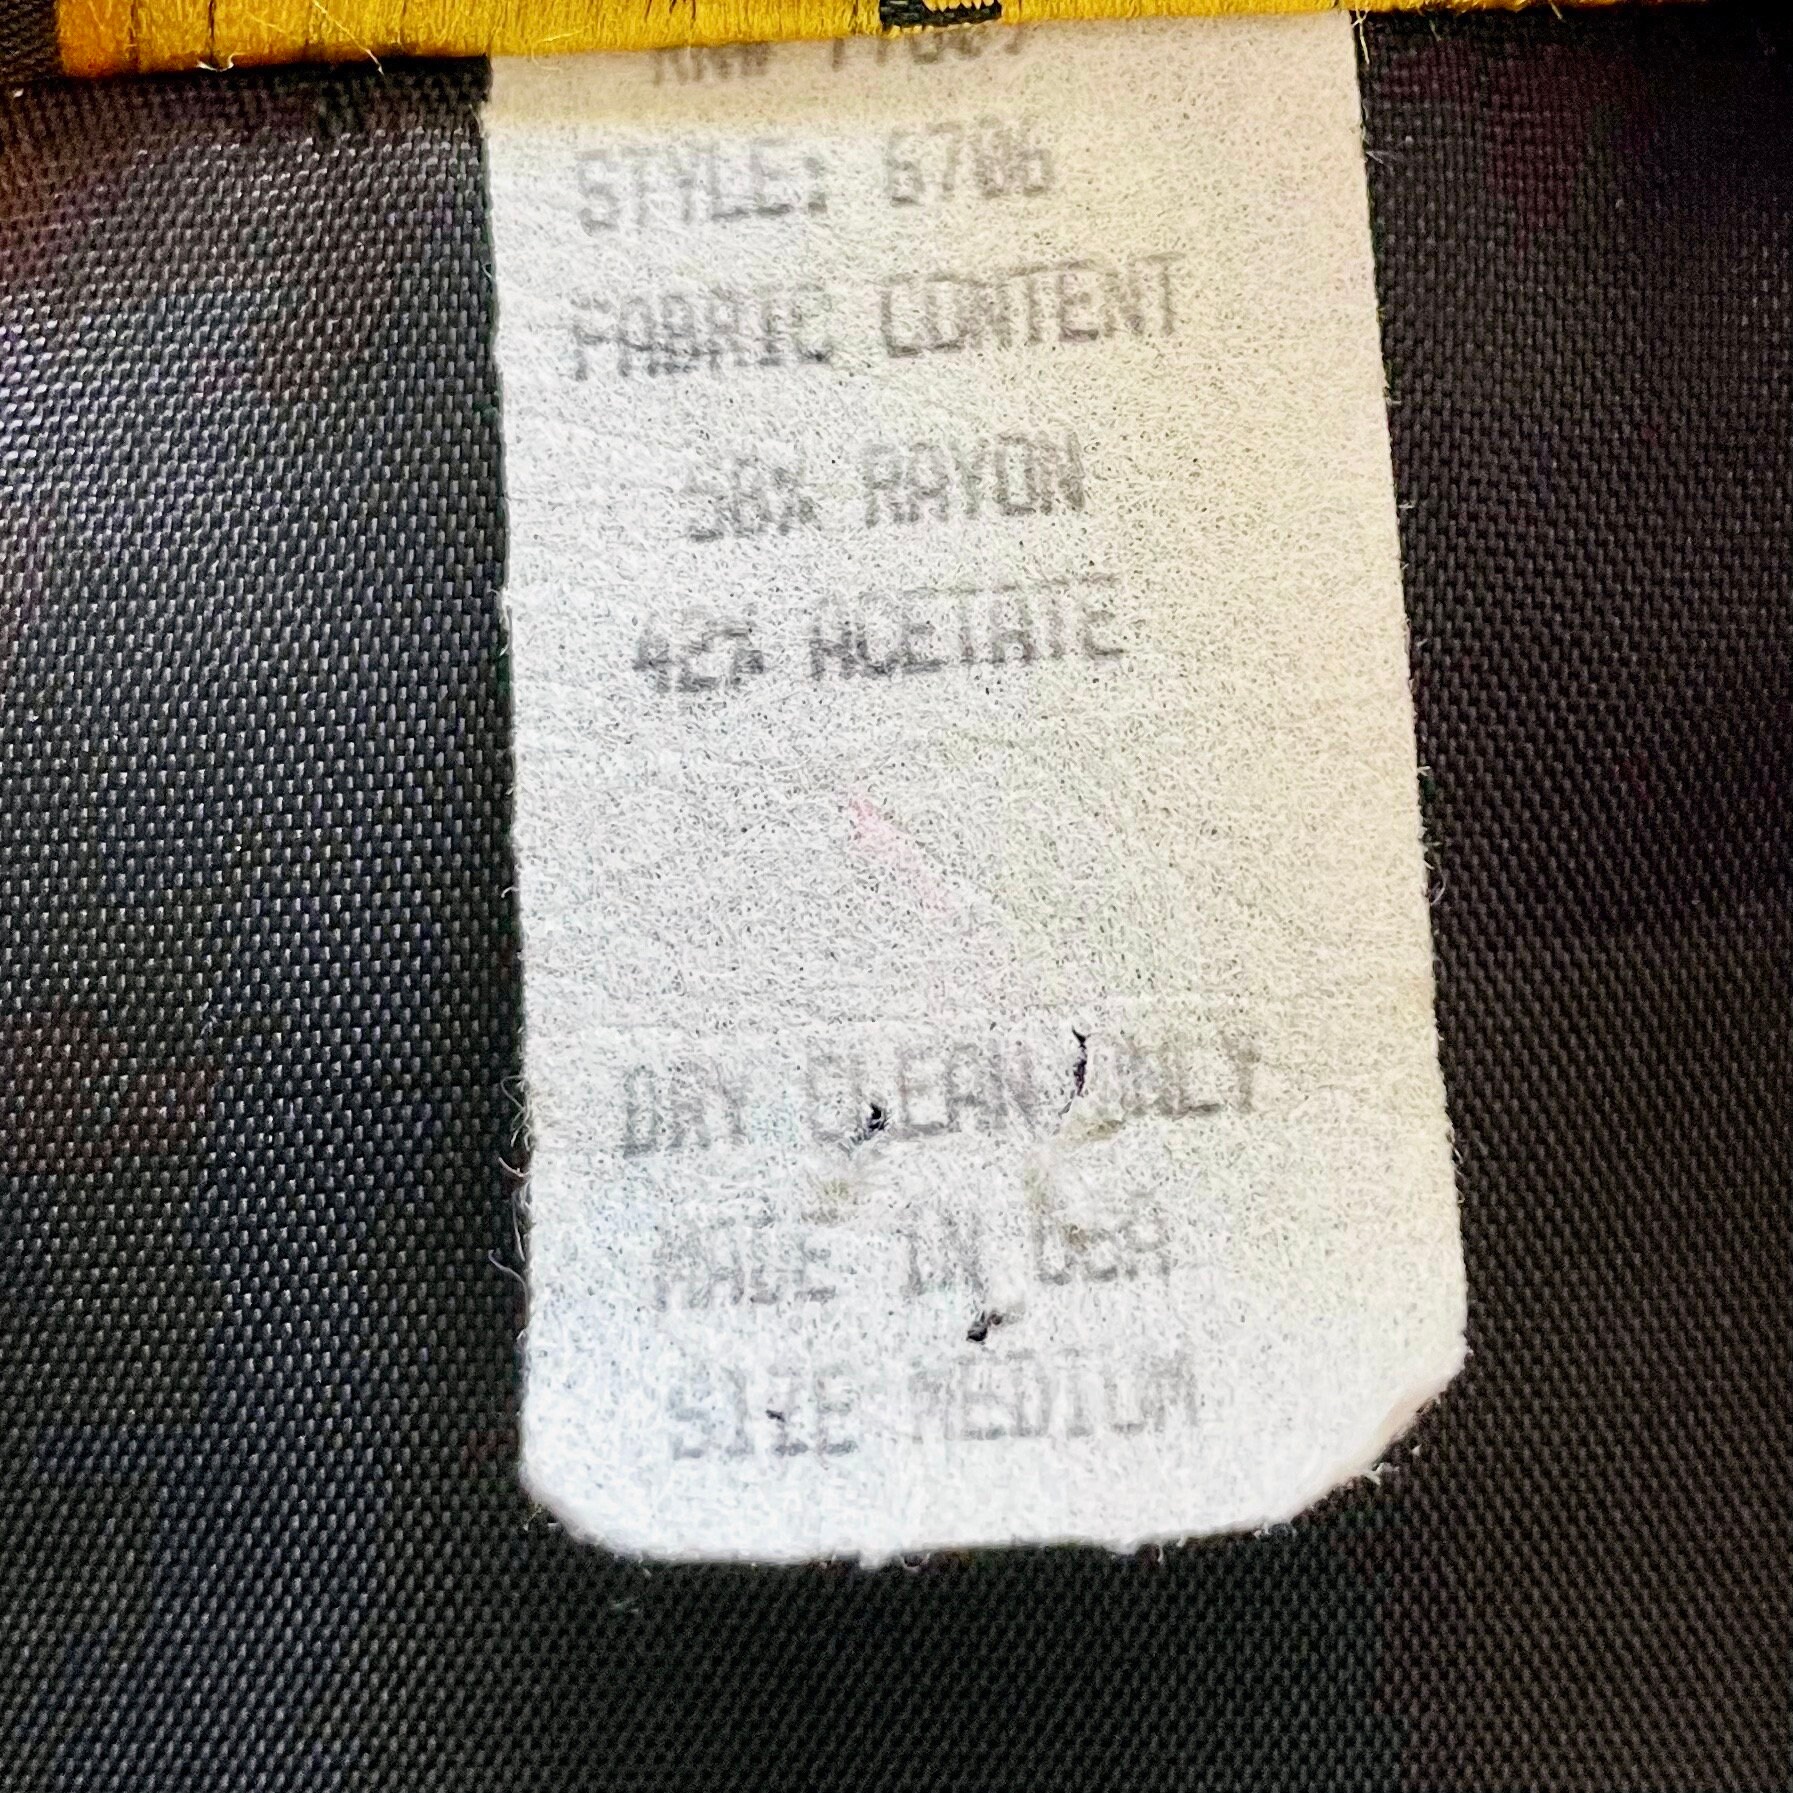 STYLE: 6706
FABRIC CONTENT
58% RAYON
42% ACETATE
DRY CLEAN ONLY
MADE IN USA
SIZE MEDIUM